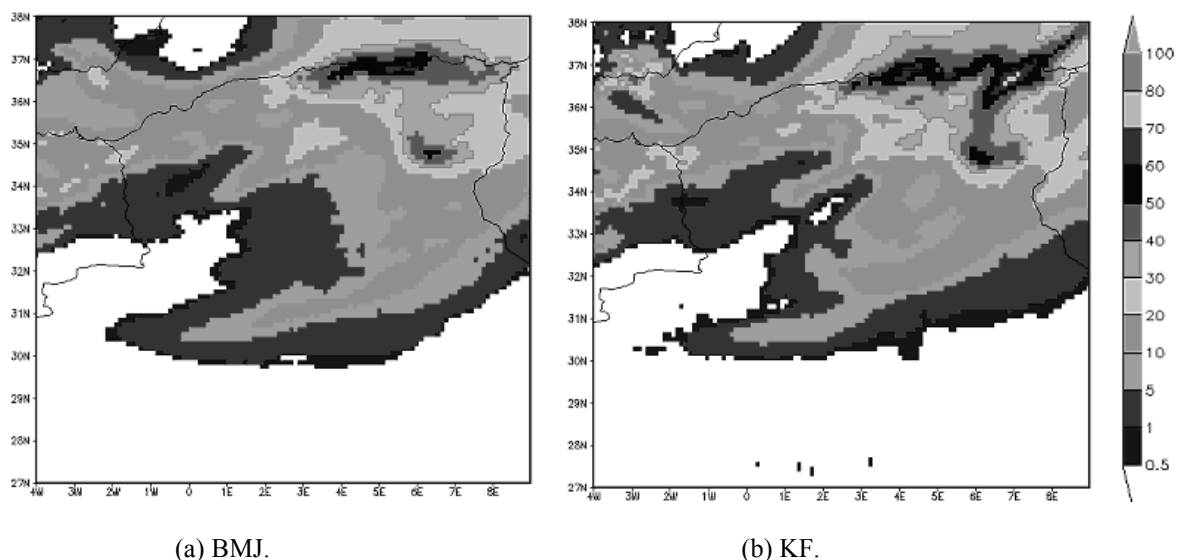 38N
37N
36N
35N
34N
33N
32N
31N
30N
29N
28N
27N
4W 3W 2W 1W 0 1E 2E 3E 4E 5E 6E 7E 8E
38N
37N
36N
35N
34N
33N
32N
31N
30N
29N
28N
27N
4W 3W 2W 1W 0 1E 2E 3E 4E 5E 6E 7E 8E
100
80
70
60
50
40
30
20
10
5
1
0.5
(a) BMJ.
(b) KF.